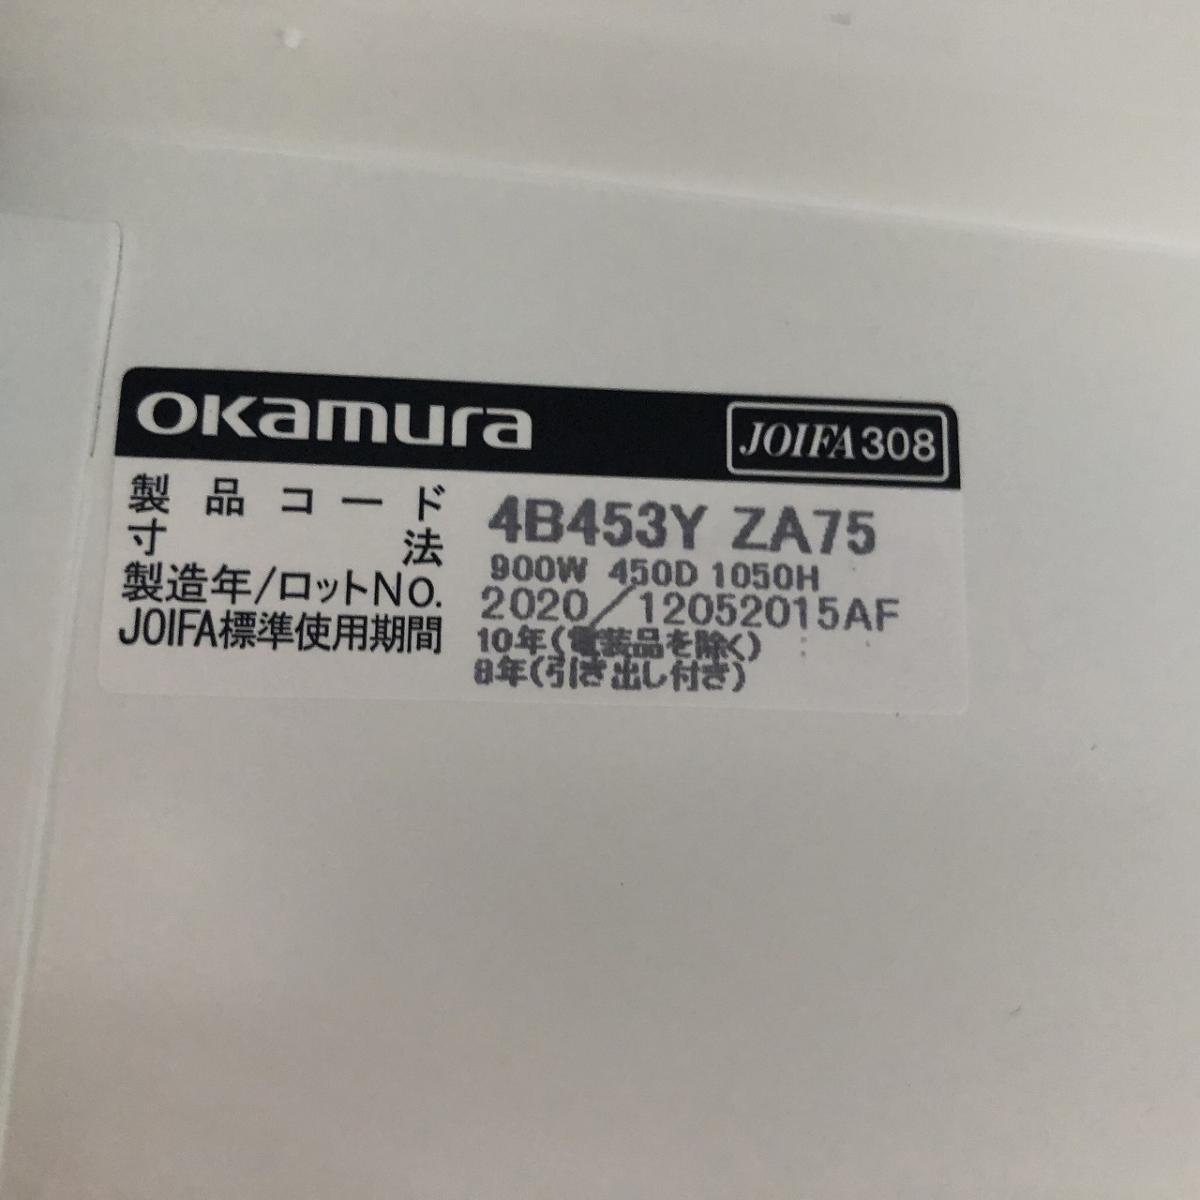 OKamura JOIFA308
製品コード 4B453Y ZA75
寸法 900W 450D 1050H
製造年/ロットNo. 2020/12052015AF
JOIFA標準使用期間 10年(電装品を除く)
8年(引き出し付き)